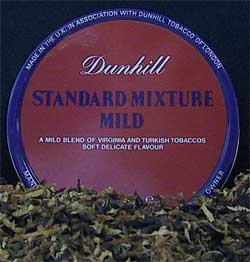 MADE IN THE U.K. IN ASSOCIATION WITH DUNHILL TOBACCO OF LONDON
Dunhill
STANDARD MIXTURE
MILD
A MILD BLEND OF VIRGINIA AND TURKISH TOBACCOS
SOFT DELICATE FLAVOUR
OWNER